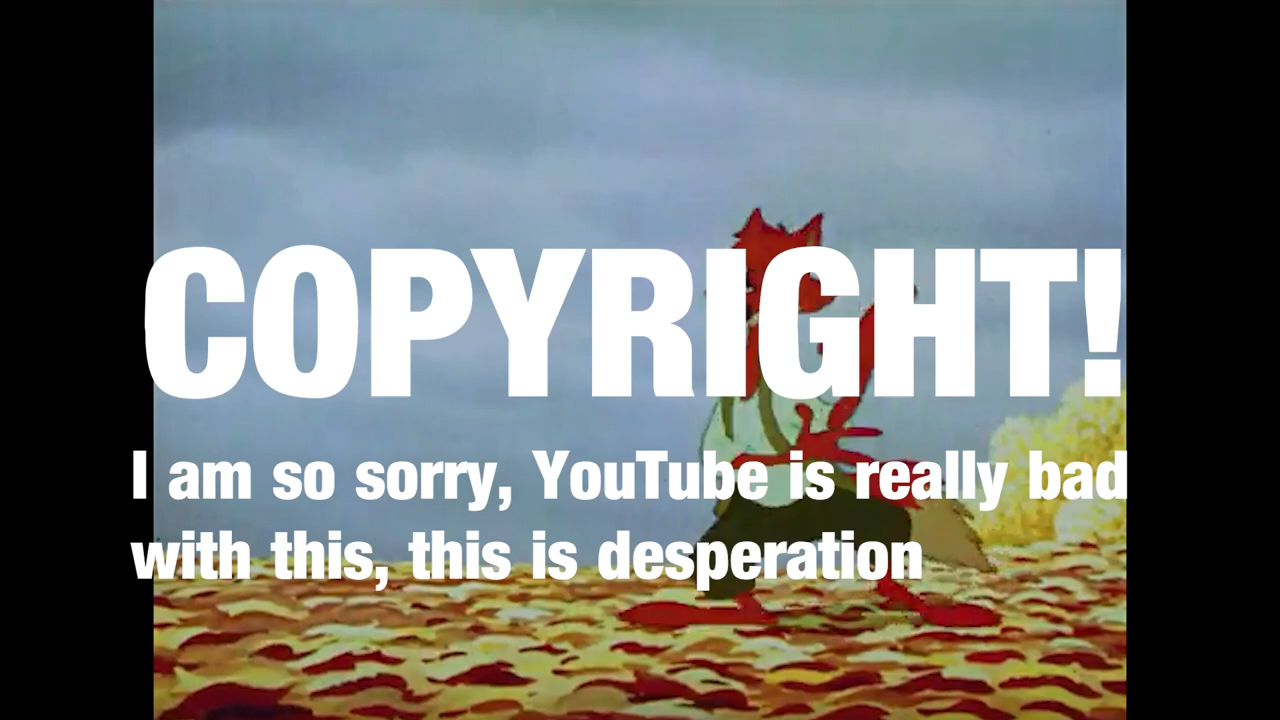 COPYRIGHT!
I am so sorry, YouTube is really bad
with this, this is desperation